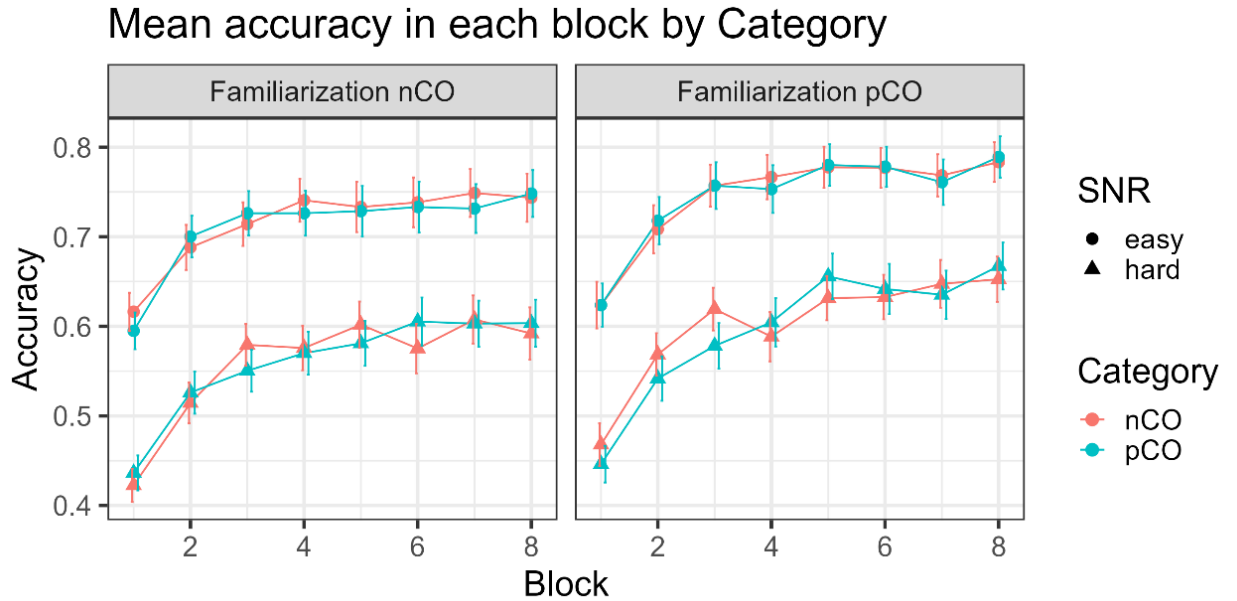 Mean accuracy in each block by Category
Familiarization nCO
Familiarization pCO
Accuracy
0.8
0.7
0.6
0.5
0.4
2 4 6 8
2 4 6 8
Block
SNR
easy
hard
Category
nCO
pCO